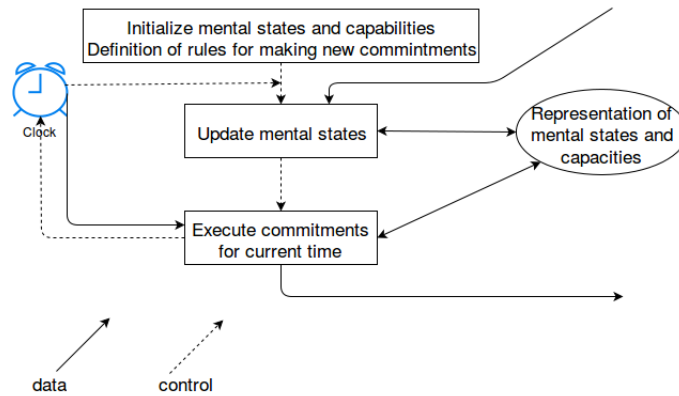 Initialize mental states and capabilities
Definition of rules for making new commintments
Clock
Update mental states
Representation of
mental states and
capacities
Execute commitments
for current time
data
control